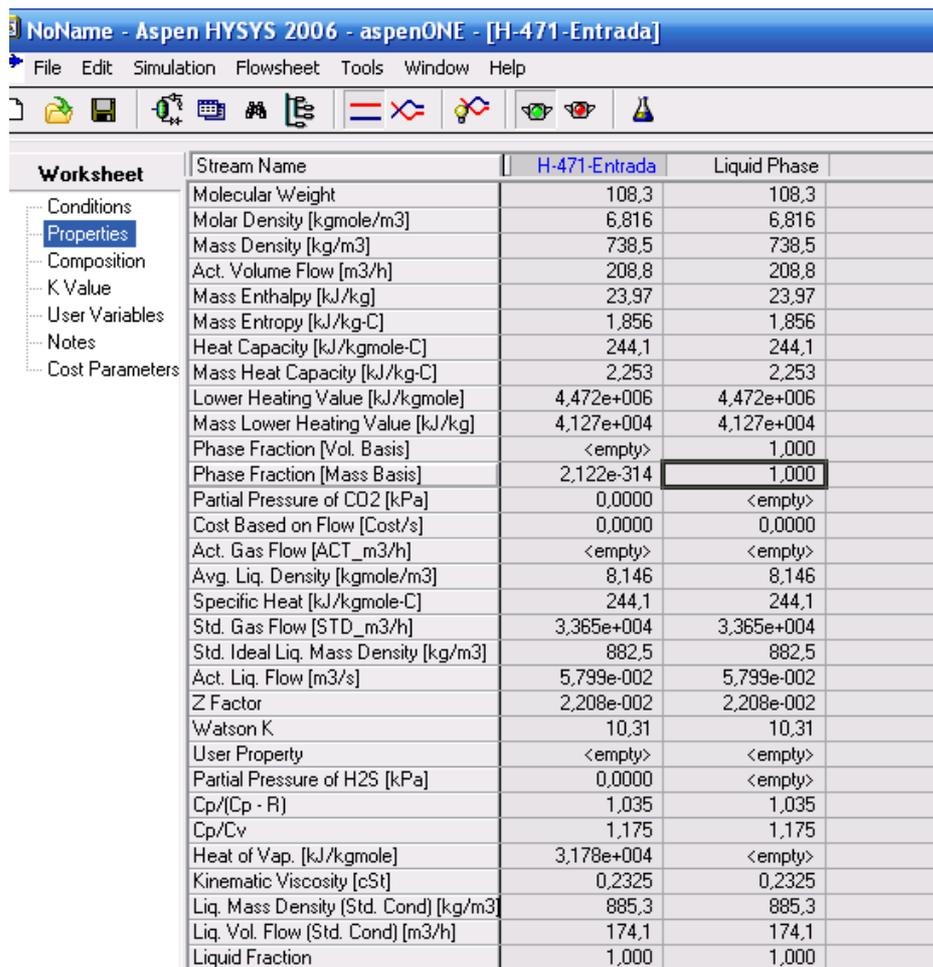 NoName - Aspen HYSYS 2006 - aspenONE - [H-471-Entrada]
File Edit Simulation Flowsheet Tools Window Help
Worksheet
Conditions
Properties
Composition
K Value
User Variables
Notes
Cost Parameters
Stream Name H-471-Entrada Liquid Phase
Molecular Weight 108,3 108,3
Molar Density [kgmole/m3] 6,816 6,816
Mass Density [kg/m3] 738,5 738,5
Act. Volume Flow [m3/h] 208,8 208,8
Mass Enthalpy [kJ/kg] 23,97 23,97
Mass Entropy [kJ/kg-C] 1,856 1,856
Heat Capacity [kJ/kgmole-C] 244,1 244,1
Mass Heat Capacity [kJ/kg-C] 2,253 2,253
Lower Heating Value [kJ/kgmole] 4,472e+006 4,472e+006
Mass Lower Heating Value [kJ/kg] 4,127e+004 4,127e+004
Phase Fraction [Vol. Basis] <empty> 1,000
Phase Fraction [Mass Basis] 2,122e-314 1,000
Partial Pressure of CO2 [kPa] 0,0000 <empty>
Cost Based on Flow [Cost/s] 0,0000 0,0000
Act. Gas Flow [ACT_m3/h] <empty> <empty>
Avg. Liq. Density [kgmole/m3] 8,146 8,146
Specific Heat [kJ/kgmole-C] 244,1 244,1
Std. Gas Flow [STD_m3/h] 3,365e+004 3,365e+004
Std. Ideal Liq. Mass Density [kg/m3] 882,5 882,5
Act. Liq. Flow [m3/s] 5,799e-002 5,799e-002
Z Factor 2,208e-002 2,208e-002
Watson K 10,31 10,31
User Property <empty> <empty>
Partial Pressure of H2S [kPa] 0,0000 <empty>
Cp/(Cp - R) 1,035 1,035
Cp/Cv 1,175 1,175
Heat of Vap. [kJ/kgmole] 3,178e+004 <empty>
Kinematic Viscosity [cSt] 0,2325 0,2325
Liq. Mass Density (Std. Cond) [kg/m3] 885,3 885,3
Liq. Vol. Flow (Std. Cond) [m3/h] 174,1 174,1
Liquid Fraction 1,000 1,000